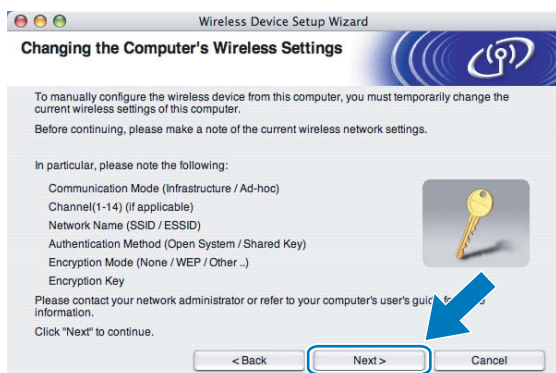 Wireless Device Setup Wizard
Changing the Computer's Wireless Settings
To manually configure the wireless device from this computer, you must temporarily change the
current wireless settings of this computer.
Before continuing, please make a note of the current wireless network settings.
In particular, please note the following:
Communication Mode (Infrastructure / Ad-hoc)
Channel(1-14) (if applicable)
Network Name (SSID / ESSID)
Authentication Method (Open System / Shared Key)
Encryption Mode (None / WEP / Other ..)
Encryption Key
Please contact your network administrator or refer to your computer's user's
information.
Click "Next" to continue.
< Back Next > Cancel